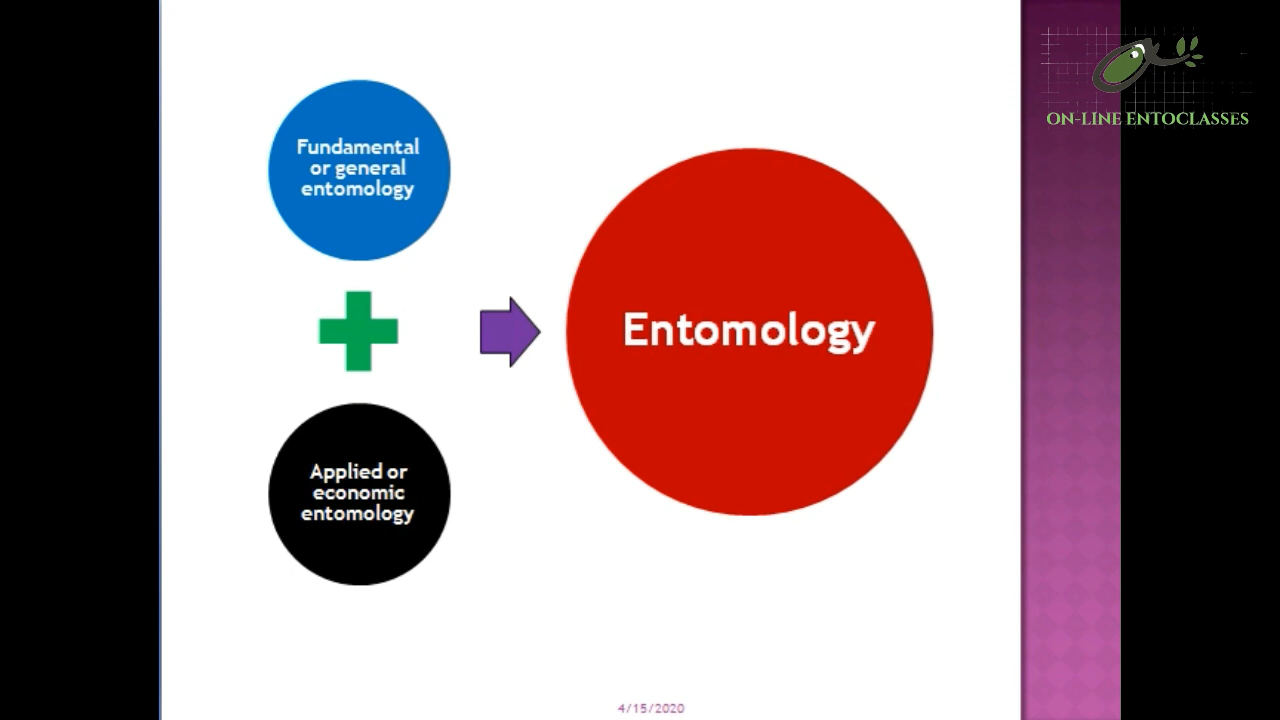 Fundamental
or general
entomology
Applied or
economic
entomology
Entomology
ON-LINE ENTOCLASSES
4/15/2020